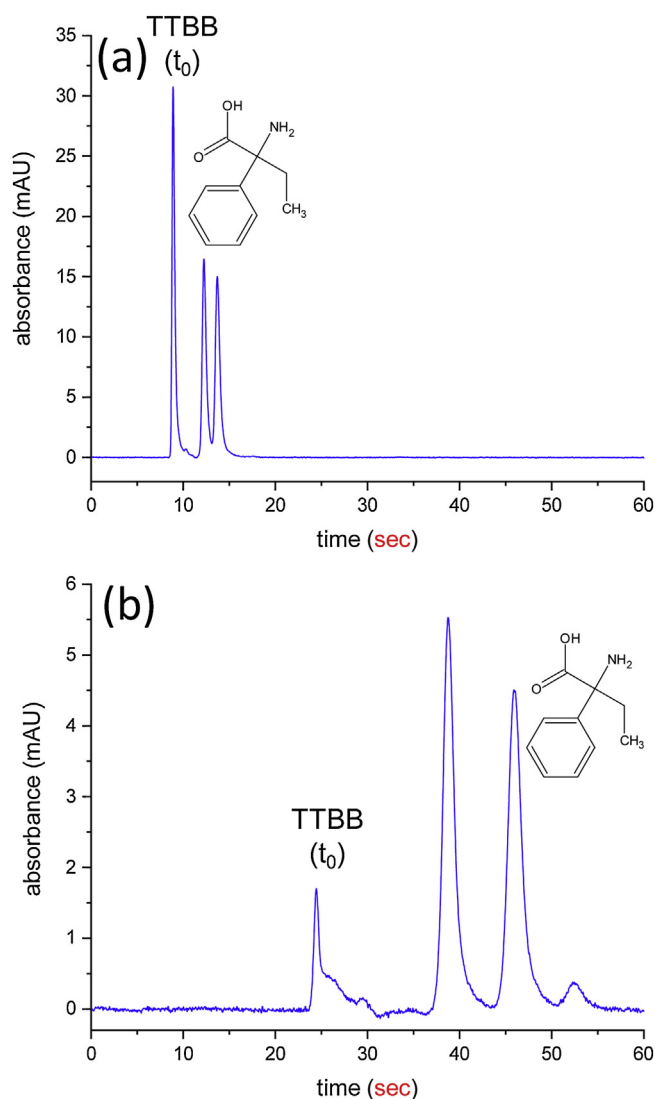 (a)
TTBB
(t₀)
35
30
25
20
15
10
5
0
absorbance (mAU)
OH
NH₂
O
CH₃
0 10 20 30 40 50 60
time (sec)
(b)
6
5
4
3
2
1
0
absorbance (mAU)
OH
NH₂
O
CH₃
TTBB
(t₀)
0 10 20 30 40 50 60
time (sec)